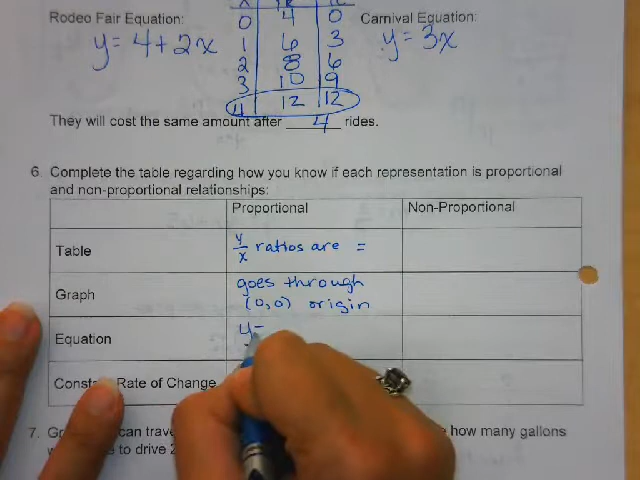 Rodeo Fair Equation:
y = 4 + 2x
0 4 0
1 6 3
2 8 6
3 10 9
4 12 12
Carnival Equation:
y = 3x
They will cost the same amount after 4 rides.
6. Complete the table regarding how you know if each representation is proportional
and non-proportional relationships:
Proportional Non-Proportional
Table y/x ratios are =
Graph goes through
(0,0) origin
Equation y=
Rate of Change
7. can
how many gallons
to drive